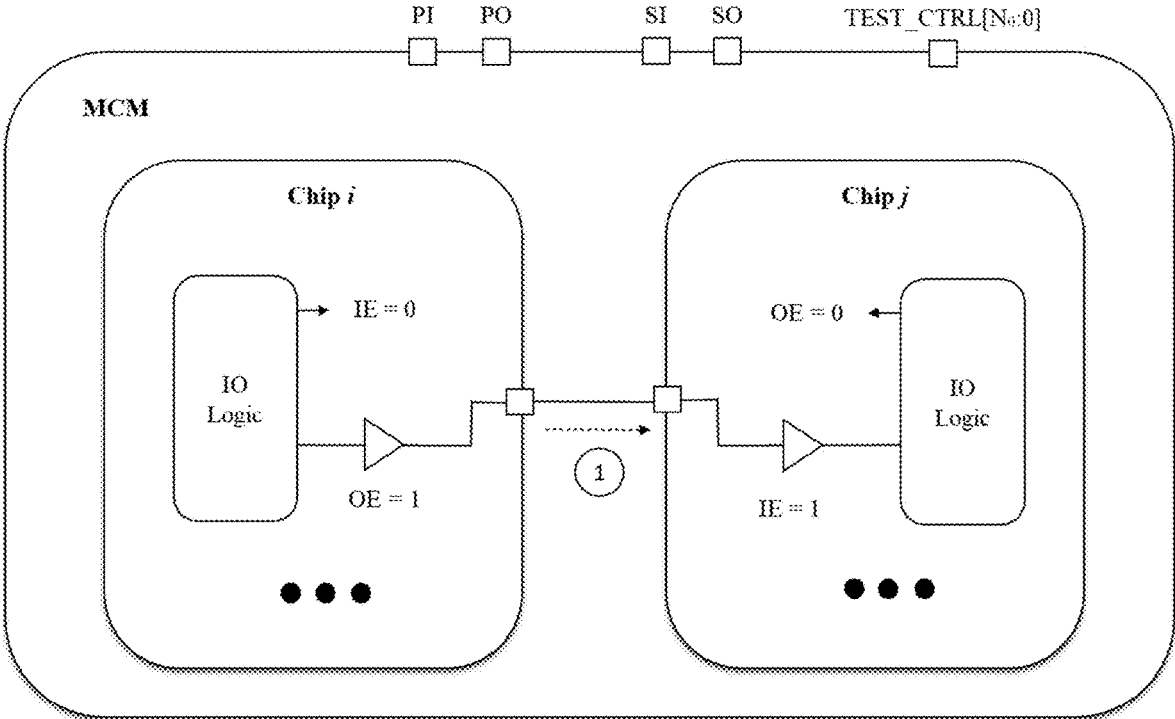 PI PO SI SO TEST_CTRL[Nd:0]
MCM
Chip i Chip j
IE = 0 OE = 0
IO
Logic
IO
Logic
1
OE = 1 IE = 1